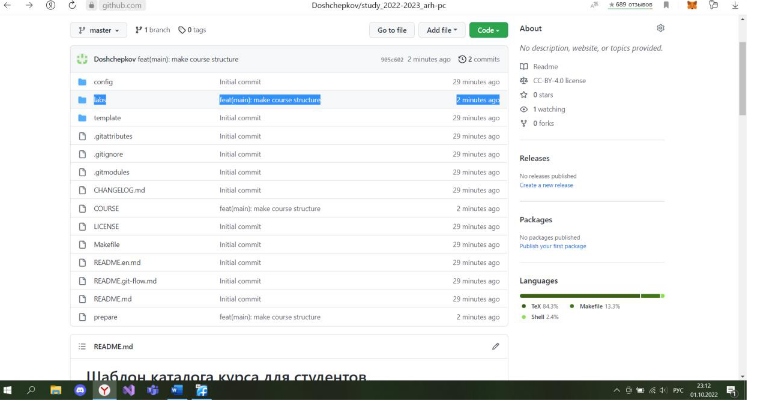 github.com
Doshchepkov/study_2022-2023_arh-pc
689 отзывов
master
1 branch
0 tags
Go to file
Add file
Code
About
No description, website, or topics provided.
Doshchepkov feat(main): make course structure
2 minutes ago
2 commits
config Initial commit 29 minutes ago
labs feat(main): make course structure 2 minutes ago
template Initial commit 29 minutes ago
.gitattributes Initial commit 29 minutes ago
.gitignore Initial commit 29 minutes ago
.gitmodules Initial commit 29 minutes ago
CHANGELOG.md Initial commit 29 minutes ago
COURSE feat(main): make course structure 2 minutes ago
LICENSE Initial commit 29 minutes ago
Makefile Initial commit 29 minutes ago
README.en.md Initial commit 29 minutes ago
README.git-flow.md Initial commit 29 minutes ago
README.md Initial commit 29 minutes ago
prepare feat(main): make course structure 2 minutes ago
README.md
Шаблон каталога курса для студентов
Readme
CC-BY-4.0 license
0 stars
1 watching
0 forks
Releases
No releases published
Create a new release
Packages
No packages published
Publish your first package
Languages
TeX 84.3%
Makefile 13.3%
Shell 2.4%
РУС
23:12
01.10.2022